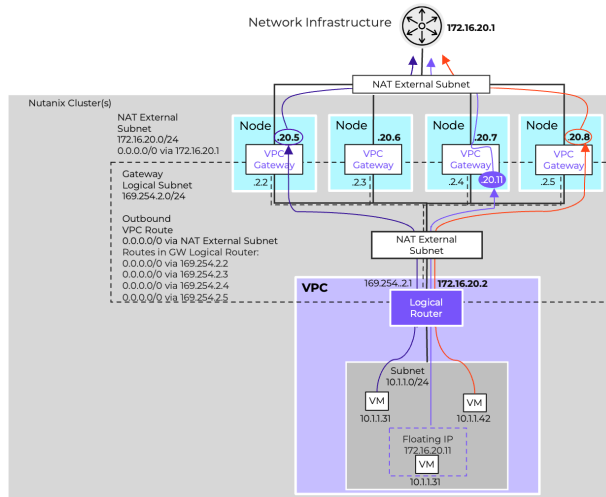 Network Infrastructure
172.16.20.1
NAT External Subnet
Nutanix Cluster(s)
NAT External
Subnet
172.16.20.0/24
0.0.0.0/0 via 172.16.20.1
Node
.20.5
VPC
Gateway
.2.2
Node
.20.6
VPC
Gateway
.2.3
Node
.20.7
VPC
Gateway
.2.4
.20.11
Node
.20.8
VPC
Gateway
.2.5
Gateway
Logical Subnet
169.254.2.0/24
Outbound
VPC Route
0.0.0.0/0 via NAT External Subnet
Routes in GW Logical Router:
0.0.0.0/0 via 169.254.2.2
0.0.0.0/0 via 169.254.2.3
0.0.0.0/0 via 169.254.2.4
0.0.0.0/0 via 169.254.2.5
NAT External
Subnet
169.254..2.1
172.16.20.2
VPC
Logical
Router
Subnet
10.1.1.0/24
VM
10.1.1.31
VM
10.1.1.42
Floating IP
172.16.20.11
VM
10.1.1.31